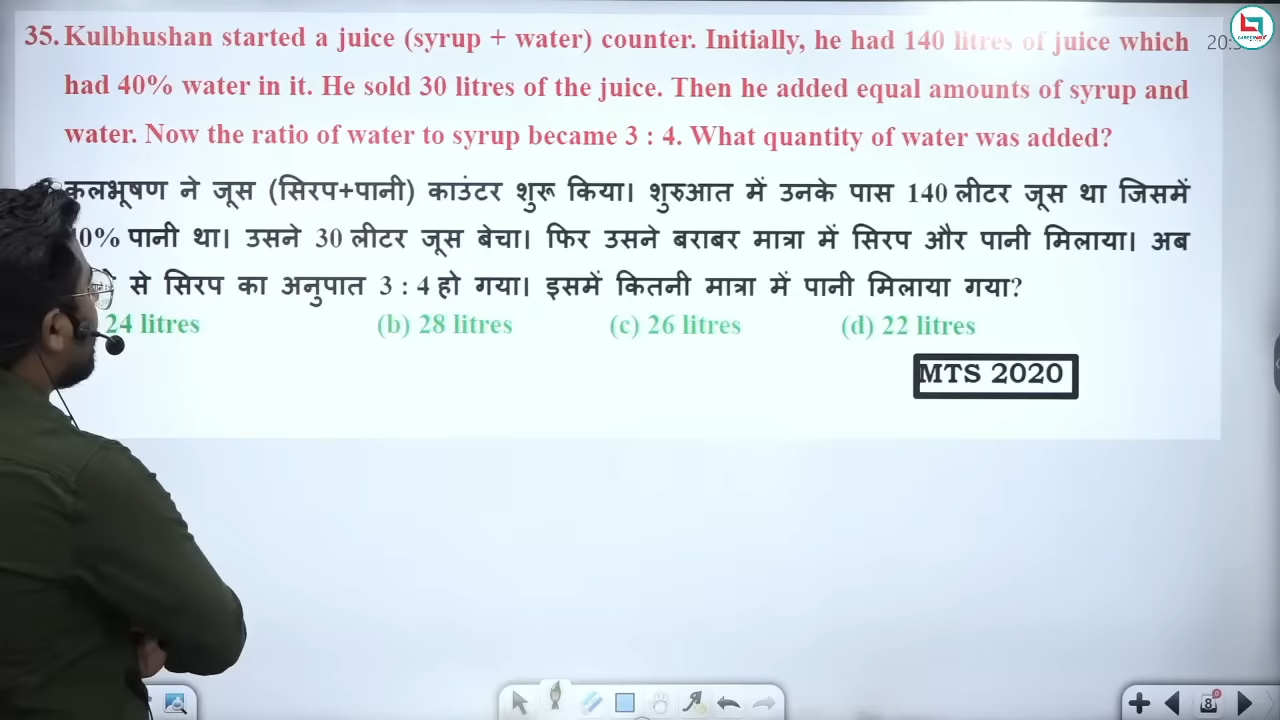 35. Kulbhushan started a juice (syrup + water) counter. Initially, he had 140 litres of juice which
had 40% water in it. He sold 30 litres of the juice. Then he added equal amounts of syrup and
water. Now the ratio of water to syrup became 3 : 4. What quantity of water was added?
कुलभूषण ने जूस (सिरप+पानी) काउंटर शुरू किया। शुरुआत में उनके पास 140 लीटर जूस था जिसमें
0% पानी था। उसने 30 लीटर जूस बेचा। फिर उसने बराबर मात्रा में सिरप और पानी मिलाया। अब
से सिरप का अनुपात 3 : 4 हो गया। इसमें कितनी मात्रा में पानी मिलाया गया?
24 litres (b) 28 litres (c) 26 litres (d) 22 litres
MTS 2020